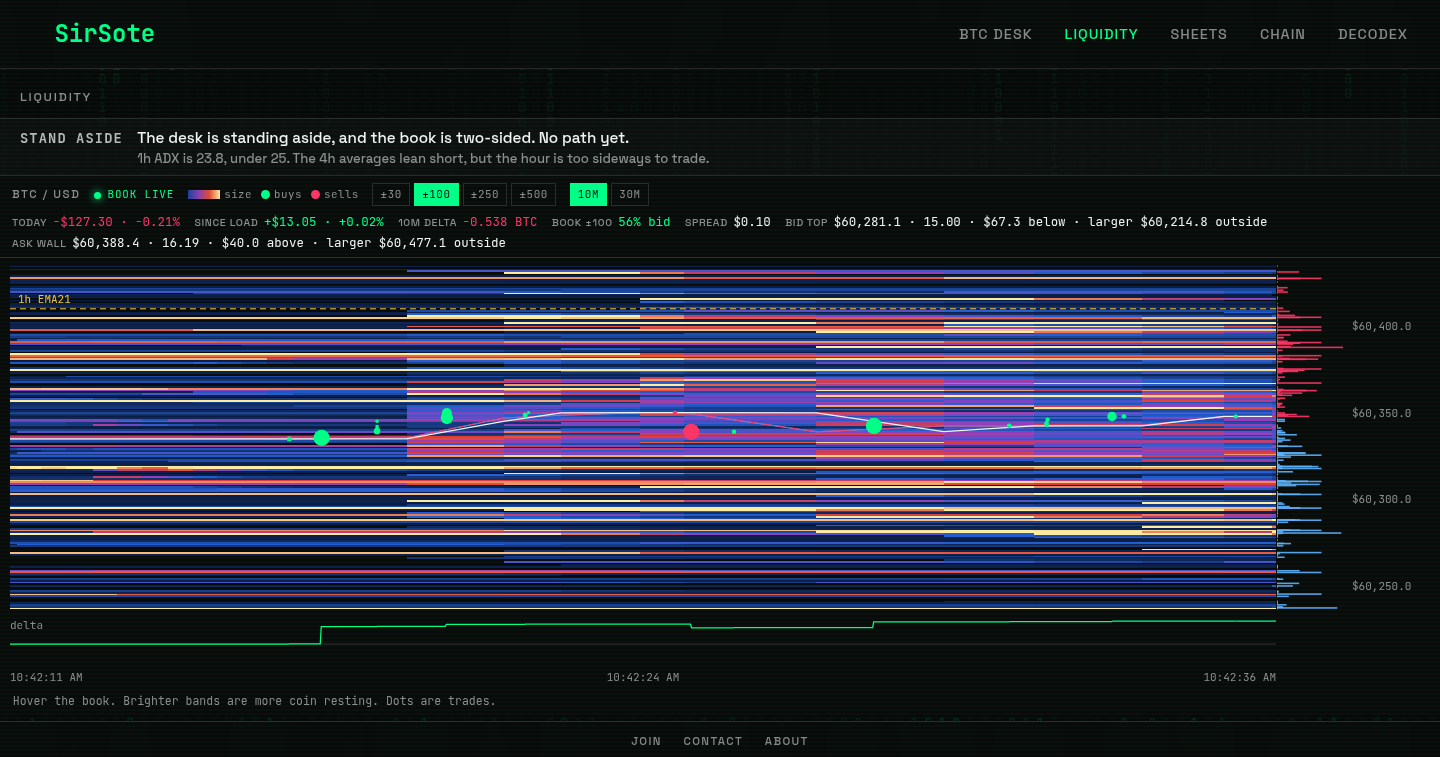 SirSote
BTC DESK LIQUIDITY SHEETS CHAIN DECODEX
LIQUIDITY
STAND ASIDE The desk is standing aside, and the book is two-sided. No path yet.
1h ADX is 23.8, under 25. The 4h averages lean short, but the hour is too sideways to trade.
BTC / USD BOOK LIVE size buys sells ±30 ±100 ±250 ±500 10M 30M
TODAY -$127.30 · -0.21% SINCE LOAD +$13.05 · +0.02% 10M DELTA -0.538 BTC BOOK ±100 56% bid SPREAD $0.10 BID TOP $60,281.1 · 15.00 · $67.3 below · larger $60,214.8 outside
ASK WALL $60,388.4 · 16.19 · $40.0 above · larger $60,477.1 outside
1h EMA21
$60,400.0
$60,350.0
$60,300.0
$60,250.0
delta
10:42:11 AM 10:42:24 AM 10:42:36 AM
Hover the book. Brighter bands are more coin resting. Dots are trades.
JOIN CONTACT ABOUT